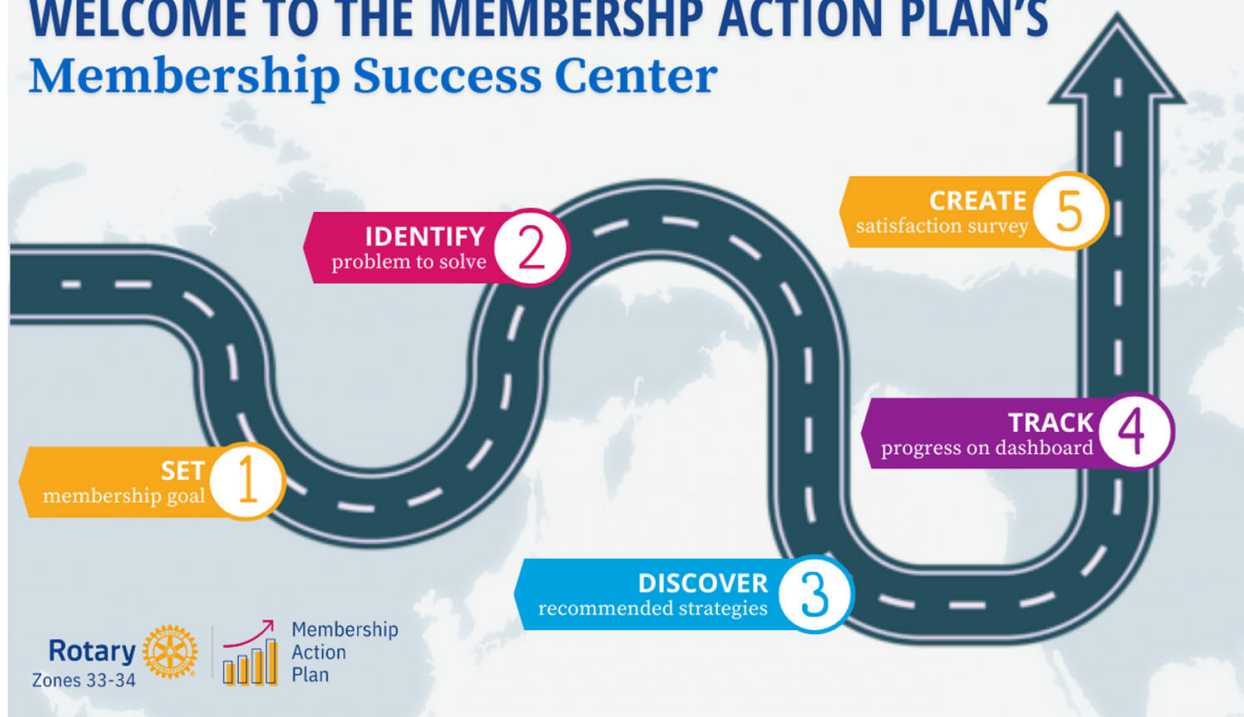 WELCOME TO THE MEMBERSHP ACTION PLAN'S
Membership Success Center
SET
membership goal
1
IDENTIFY
problem to solve
2
DISCOVER
recommended strategies
3
TRACK
progress on dashboard
4
CREATE
satisfaction survey
5
Rotary
Zones 33-34
Membership
Action
Plan